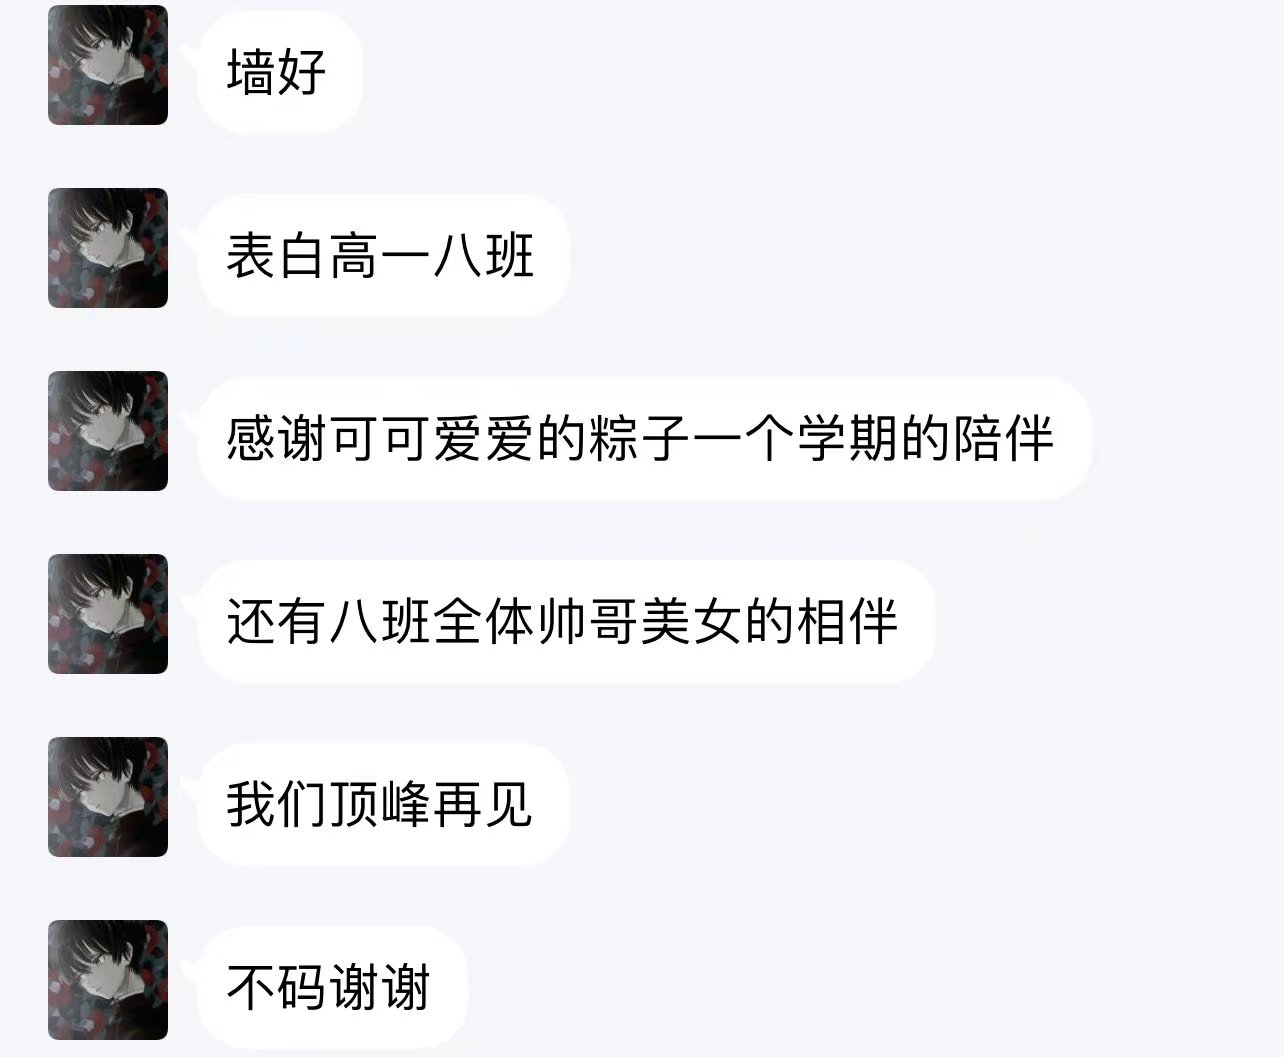 墙好
表白高一八班
感谢可可爱爱的粽子一个学期的陪伴
还有八班全体帅哥美女的相伴
我们顶峰再见
不码谢谢